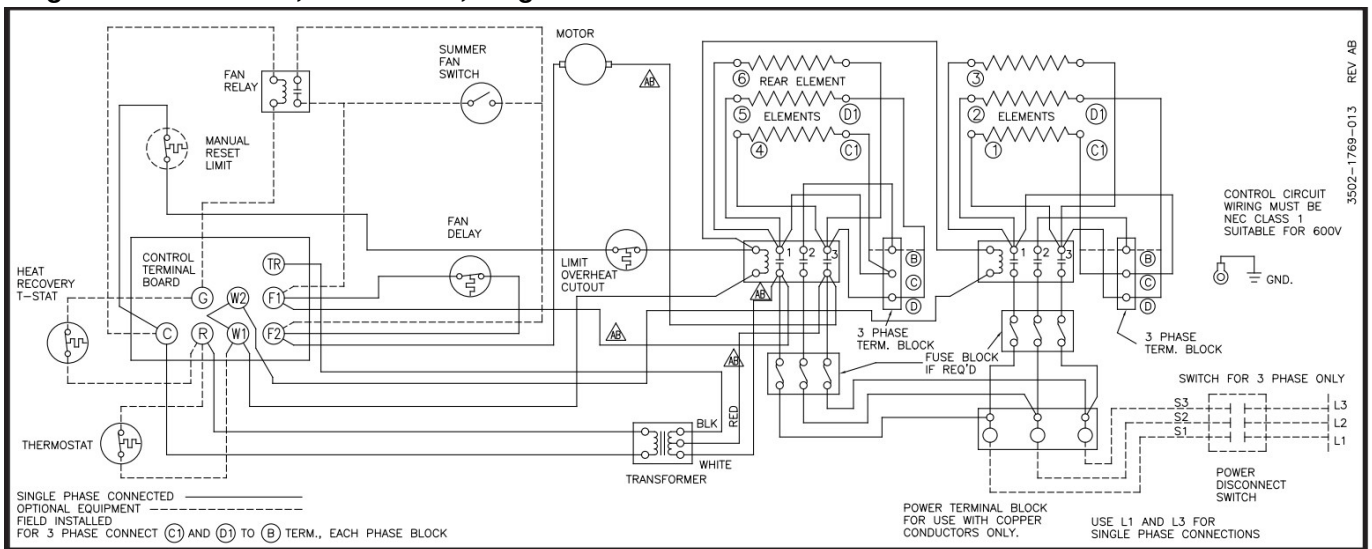 MOTOR
SUMMER
FAN
SWITCH
FAN
RELAY
AB
6
REAR ELEMENT
5
ELEMENTS
D1
4
C1
3
2
ELEMENTS
D1
1
C1
3502-1769-013 REV AB
MANUAL
RESET
LIMIT
CONTROL CIRCUIT
WIRING MUST BE
NEC CLASS 1
SUITABLE FOR 600V
GND.
FAN
DELAY
LIMIT
OVERHEAT
CUTOUT
1 2 3
B
C
D
1 2 3
B
C
D
HEAT
RECOVERY
T-STAT
CONTROL
TERMINAL
BOARD
TR
G
W2
F1
C
R
W1
F2
AB
AB
AB
3 PHASE
TERM. BLOCK
3 PHASE
TERM. BLOCK
FUSE BLOCK
IF REQ'D
SWITCH FOR 3 PHASE ONLY
S3
S2
S1
L3
L2
L1
THERMOSTAT
BLK
RED
WHITE
TRANSFORMER
POWER
DISCONNECT
SWITCH
POWER TERMINAL BLOCK
FOR USE WITH COPPER
CONDUCTORS ONLY.
USE L1 AND L3 FOR
SINGLE PHASE CONNECTIONS
SINGLE PHASE CONNECTED
OPTIONAL EQUIPMENT
FIELD INSTALLED
FOR 3 PHASE CONNECT C1 AND D1 TO B TERM., EACH PHASE BLOCK